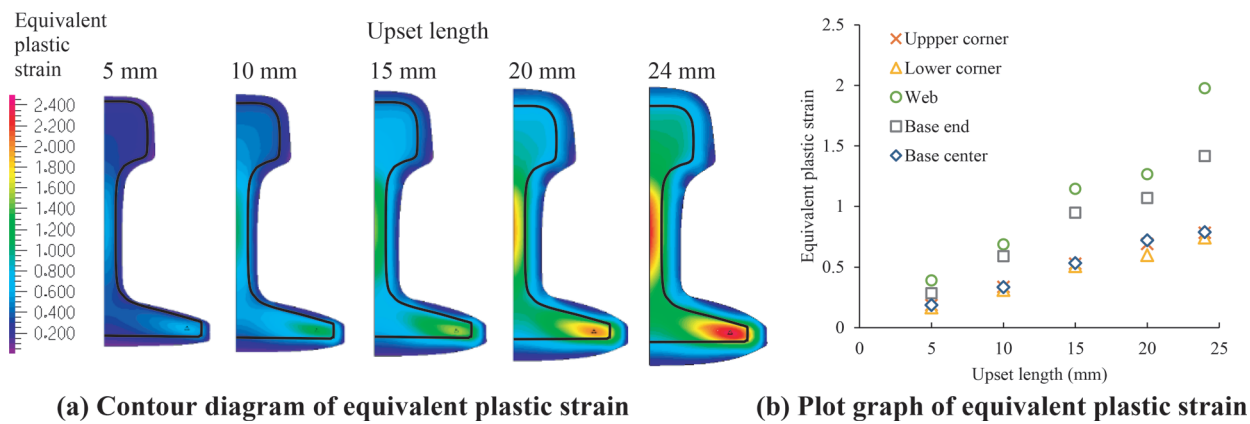 Equivalent
plastic
strain
Upset length
5 mm
10 mm
15 mm
20 mm
24 mm
2.400
2.200
2.000
1.800
1.600
1.400
1.200
1.000
0.800
0.600
0.400
0.200
(a) Contour diagram of equivalent plastic strain
Equivalent plastic strain
2.5
2
1.5
1
0.5
0
Uppper corner
Lower corner
Web
Base end
Base center
0
5
10
15
20
25
Upset length (mm)
(b) Plot graph of equivalent plastic strain